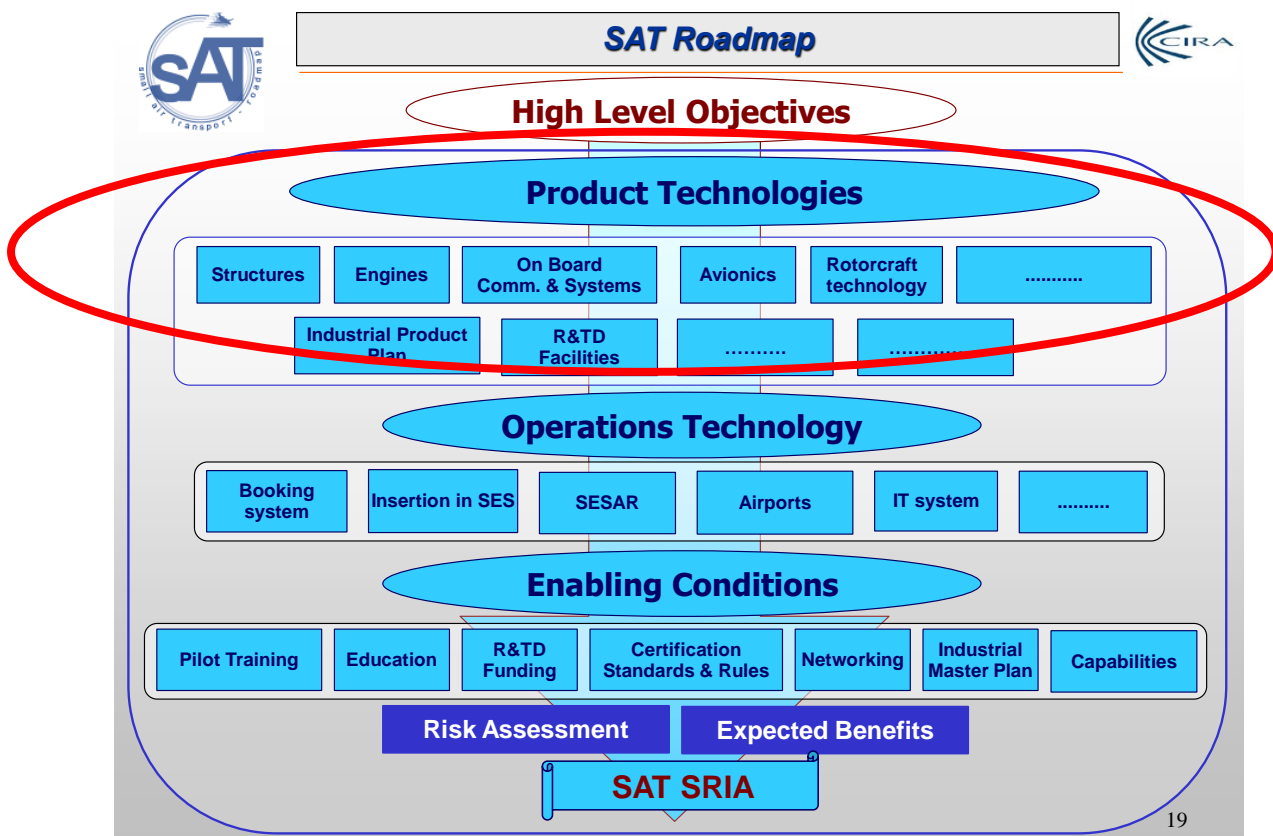 SAT Roadmap
sAT
small air transport - roadmap
CIRA
High Level Objectives
Product Technologies
Structures
Engines
On Board
Comm. & Systems
Avionics
Rotorcraft
technology
...........
Industrial Product
Plan
R&TD
Facilities
..........
.............
Operations Technology
Booking
system
Insertion in SES
SESAR
Airports
IT system
..........
Enabling Conditions
Pilot Training
Education
R&TD
Funding
Certification
Standards & Rules
Networking
Industrial
Master Plan
Capabilities
Risk Assessment
Expected Benefits
SAT SRIA
19